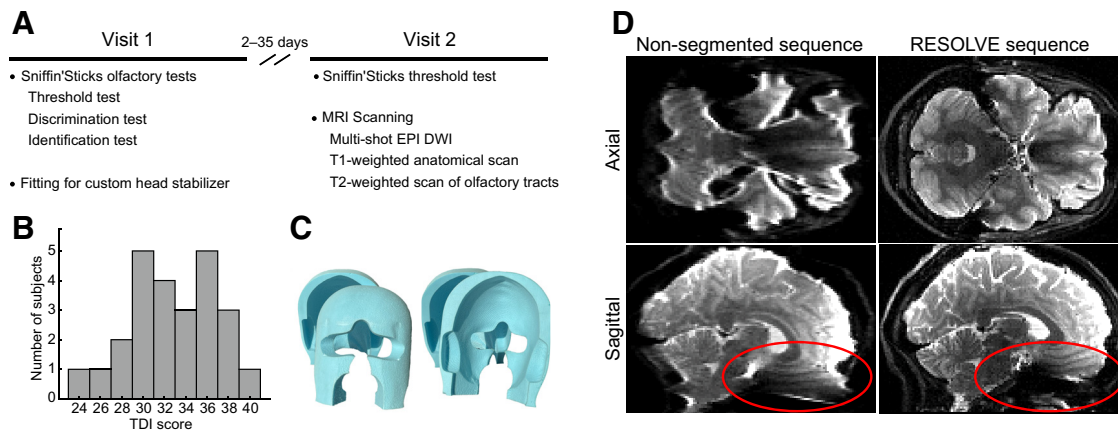 A
Visit 1
2–35 days
Visit 2
• Sniffin'Sticks olfactory tests
Threshold test
Discrimination test
Identification test
• Fitting for custom head stabilizer
• Sniffin'Sticks threshold test
• MRI Scanning
Multi-shot EPI DWI
T1-weighted anatomical scan
T2-weighted scan of olfactory tracts
B
Number of subjects
5
4
3
2
1
0
24 26 28 30 32 34 36 38 40
TDI score
C
D
Non-segmented sequence
RESOLVE sequence
Axial
Sagittal